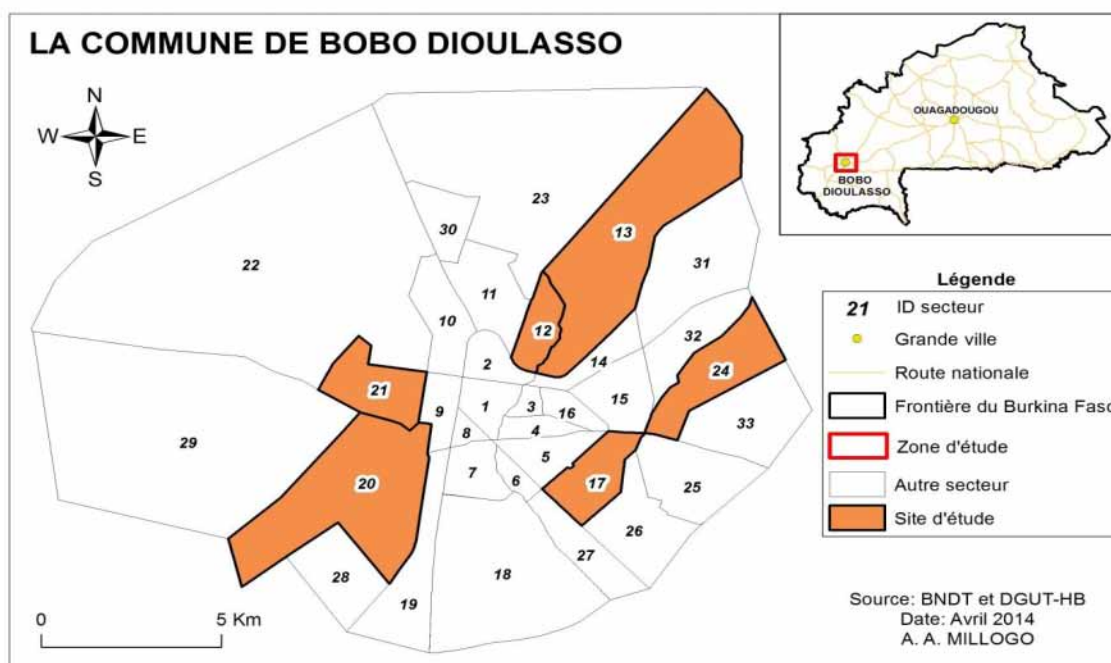 LA COMMUNE DE BOBO DIOULASSO
N
W E
S
OUAGADOUGOU
BOBO
DIOULASSO
23
30
13
22
31
11
10
12
32
2
14
24
21
15
1
3
16
9
33
4
8
29
5
7
6
20
17
25
26
27
28
18
19
0 5 Km
Légende
21 ID secteur
Grande ville
Route nationale
Frontière du Burkina Faso
Zone d'étude
Autre secteur
Site d'étude
Source: BNDT et DGUT-HB
Date: Avril 2014
A. A. MILLOGO